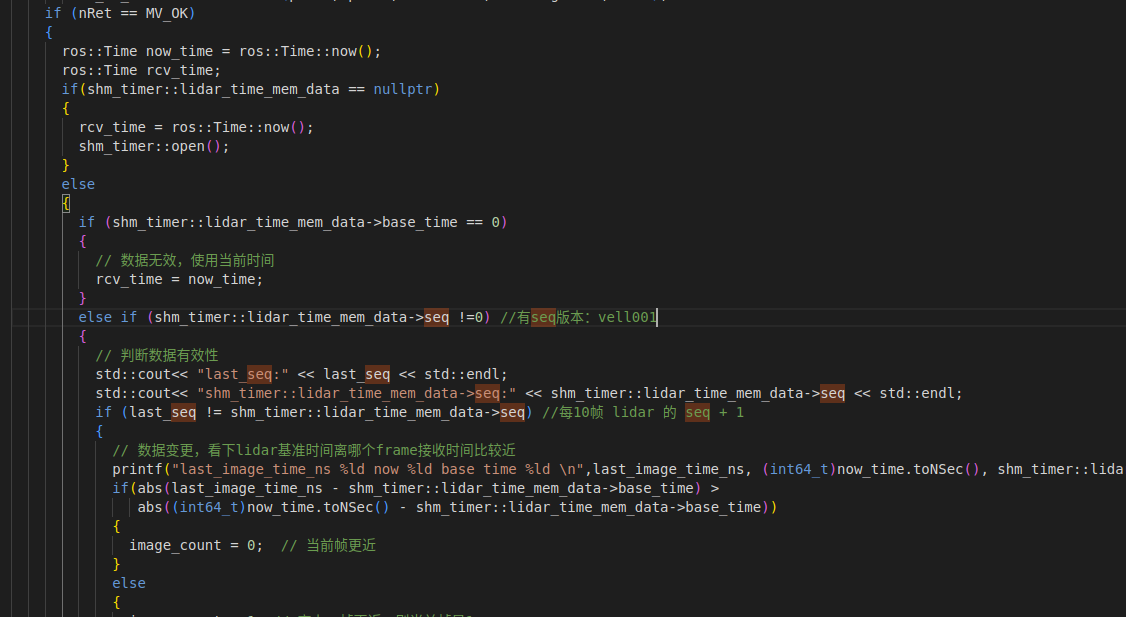 if (nRet == MV_OK)
{
ros::Time now_time = ros::Time::now();
ros::Time rcv_time;
if(shm_timer::lidar_time_mem_data == nullptr)
{
rcv_time = ros::Time::now();
shm_timer::open();
}
else
{
if (shm_timer::lidar_time_mem_data->base_time == 0)
{
// 数据无效，使用当前时间
rcv_time = now_time;
}
else if (shm_timer::lidar_time_mem_data->seq !=0) //有seq版本：vell001
{
// 判断数据有效性
std::cout<< "last_seq:" << last_seq << std::endl;
std::cout<< "shm_timer::lidar_time_mem_data->seq:" << shm_timer::lidar_time_mem_data->seq << std::endl;
if (last_seq != shm_timer::lidar_time_mem_data->seq) //每10帧 lidar 的 seq + 1
{
// 数据变更，看下lidar基准时间离哪个frame接收时间比较近
printf("last_image_time_ns %ld now %ld base time %ld \n",last_image_time_ns, (int64_t)now_time.toNSec(), shm_timer::lida
if(abs(last_image_time_ns - shm_timer::lidar_time_mem_data->base_time) >
abs((int64_t)now_time.toNSec() - shm_timer::lidar_time_mem_data->base_time))
{
image_count = 0;  // 当前帧更近
}
else
{